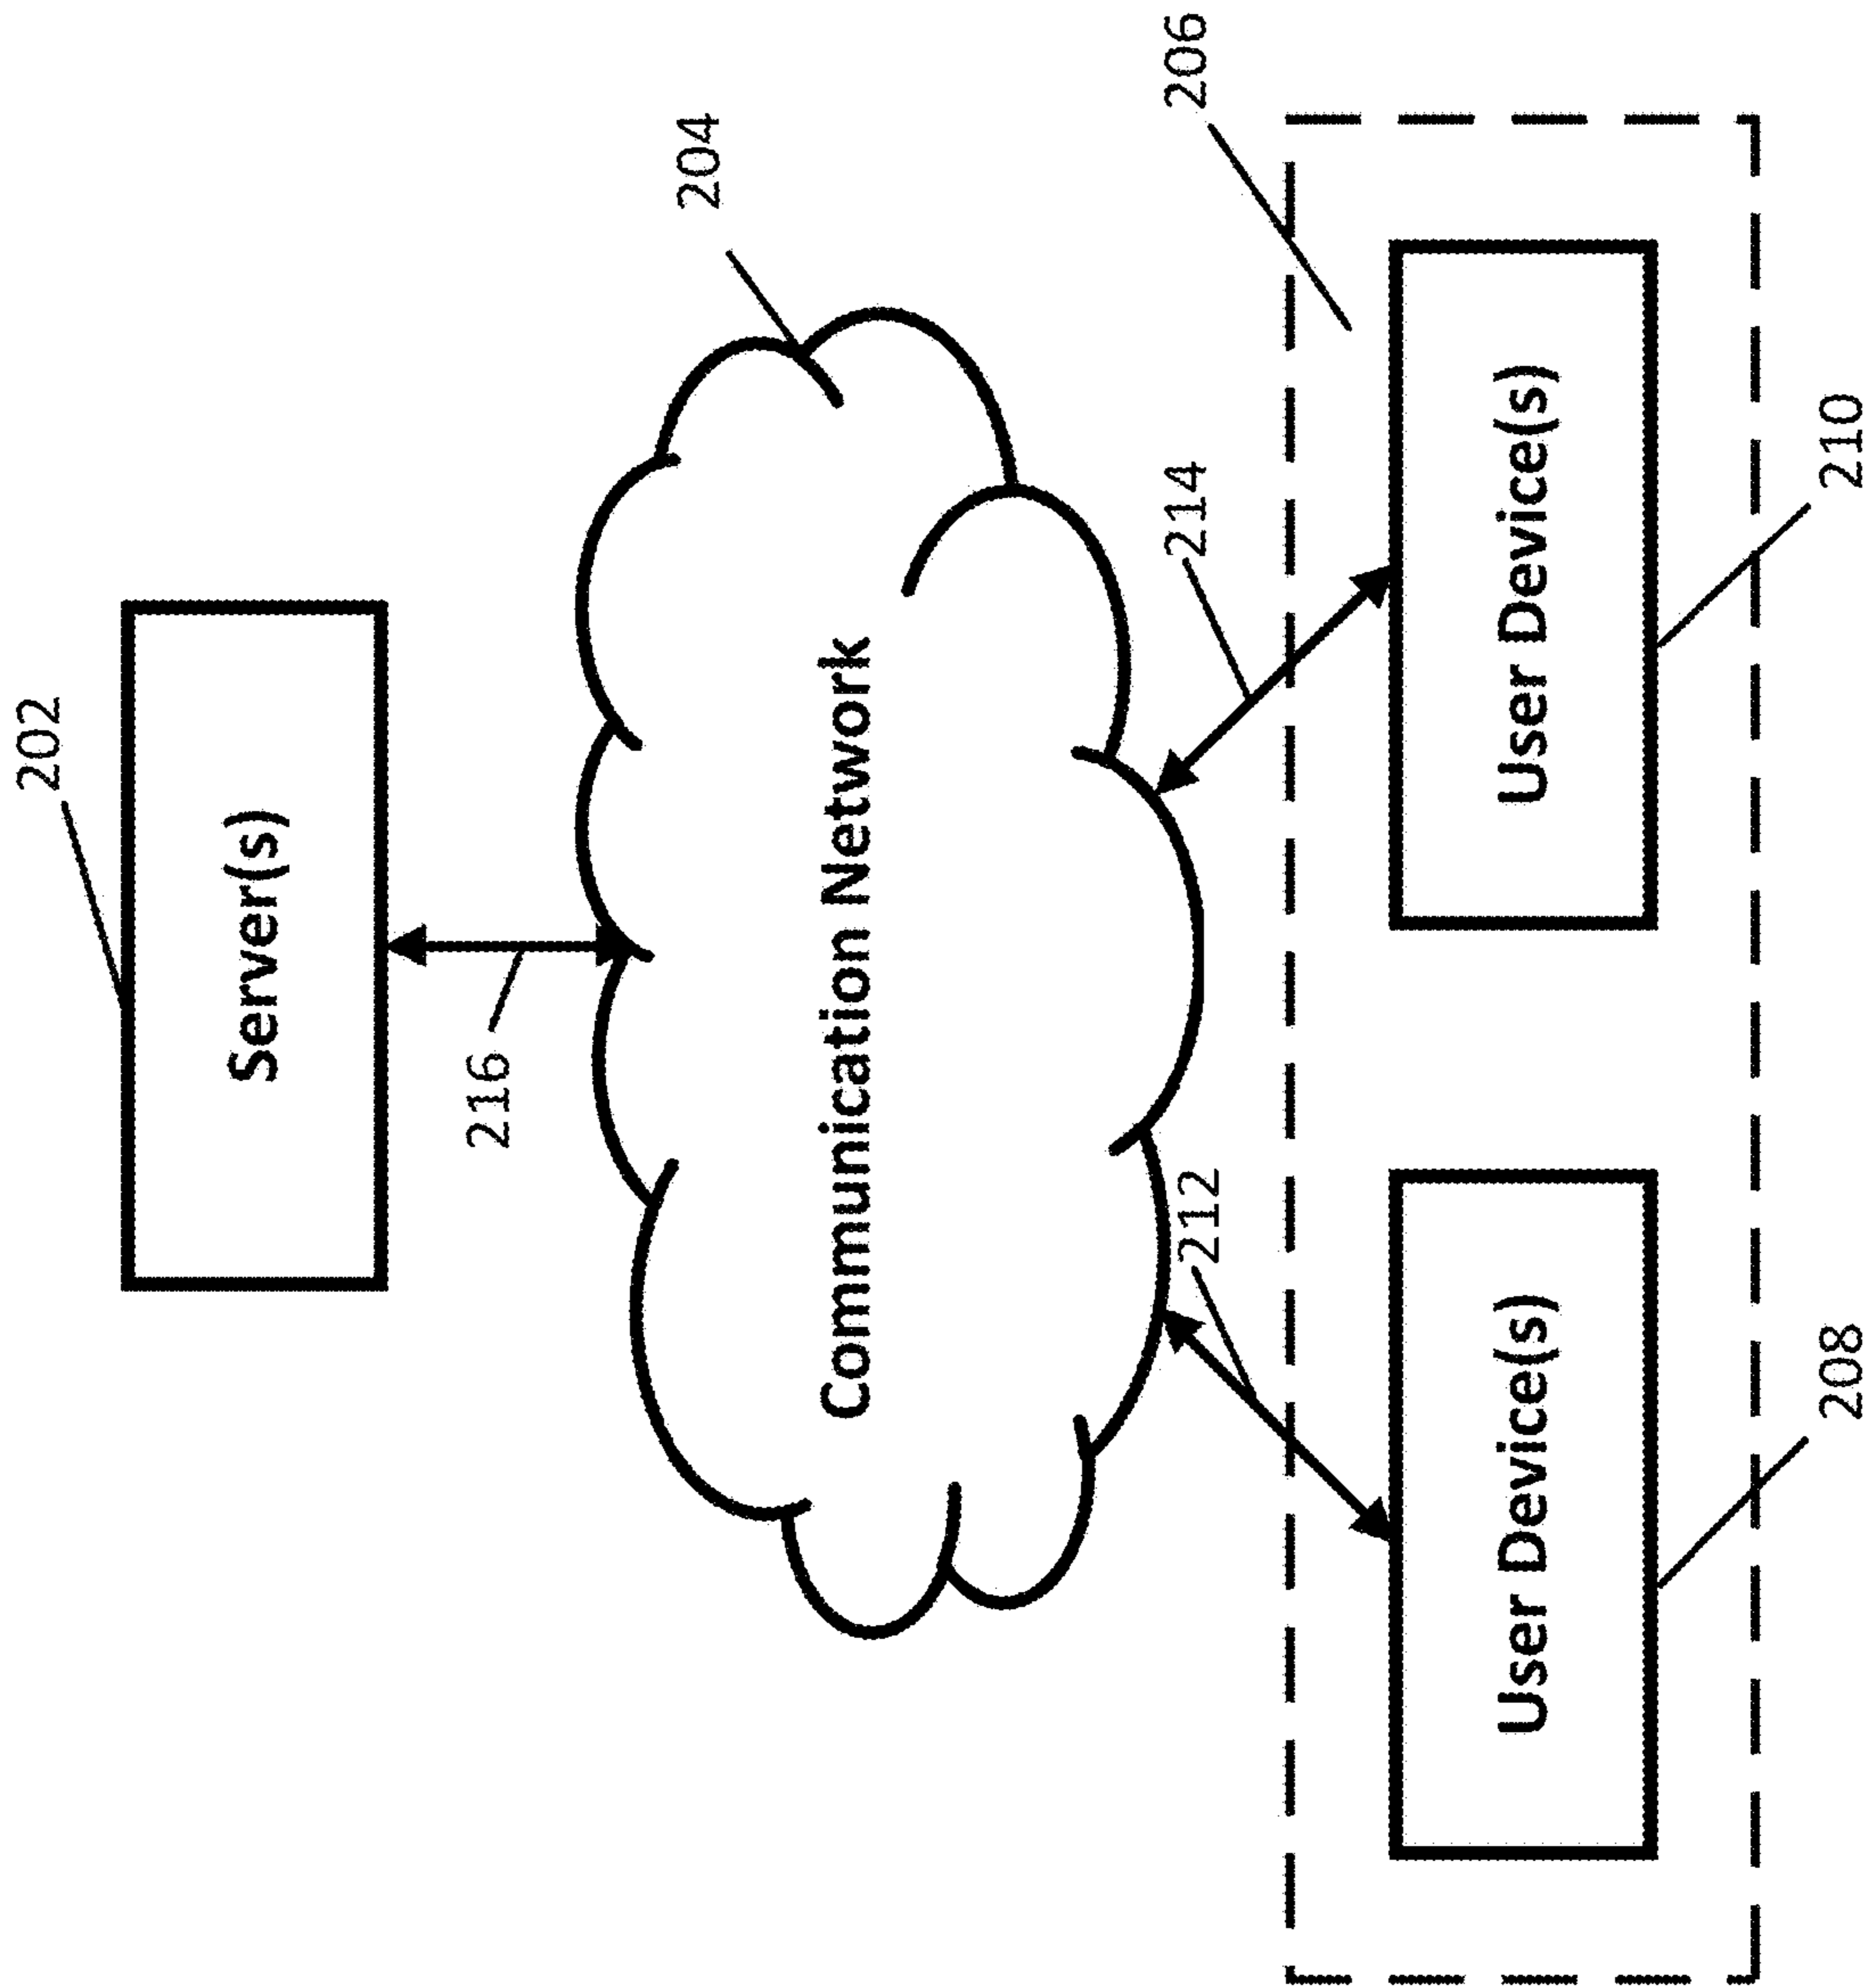 202
Server(s)
216
204
Communication Network
212
214
206
User Device(s)
User Device(s)
208
210